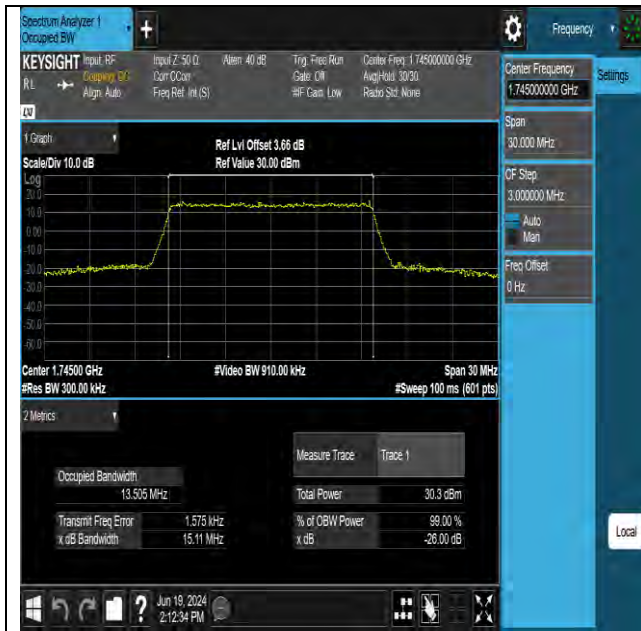 Spectrum Analyzer 1
Occupied BW
+
Frequency
KEYSIGHT
Input: RF
Coupling: DC
Align: Auto
Input Z: 50 Ω
Corr CCorr
Freq Ref: Int (S)
Atten: 40 dB
Trig: Free Run
Gate: Off
#IF Gain: Low
Center Freq: 1.745000000 GHz
Avg|Hold: 30/30
Radio Std: None
RL
LXI
Center Frequency
1.745000000 GHz
Settings
Span
30.000 MHz
CF Step
3.000000 MHz
Auto
Man
Freq Offset
0 Hz
1 Graph
Scale/Div 10.0 dB
Ref Lvl Offset 3.66 dB
Ref Value 30.00 dBm
Log
20.0
10.0
0.00
-10.0
-20.0
-30.0
-40.0
-50.0
-60.0
Center 1.74500 GHz
#Video BW 910.00 kHz
Span 30 MHz
#Res BW 300.00 kHz
#Sweep 100 ms (601 pts)
2 Metrics
Measure Trace
Trace 1
Occupied Bandwidth
13.505 MHz
Total Power
30.3 dBm
Transmit Freq Error
1.575 kHz
% of OBW Power
99.00 %
x dB Bandwidth
15.11 MHz
x dB
-26.00 dB
Local
?
Jun 19, 2024
2:12:34 PM